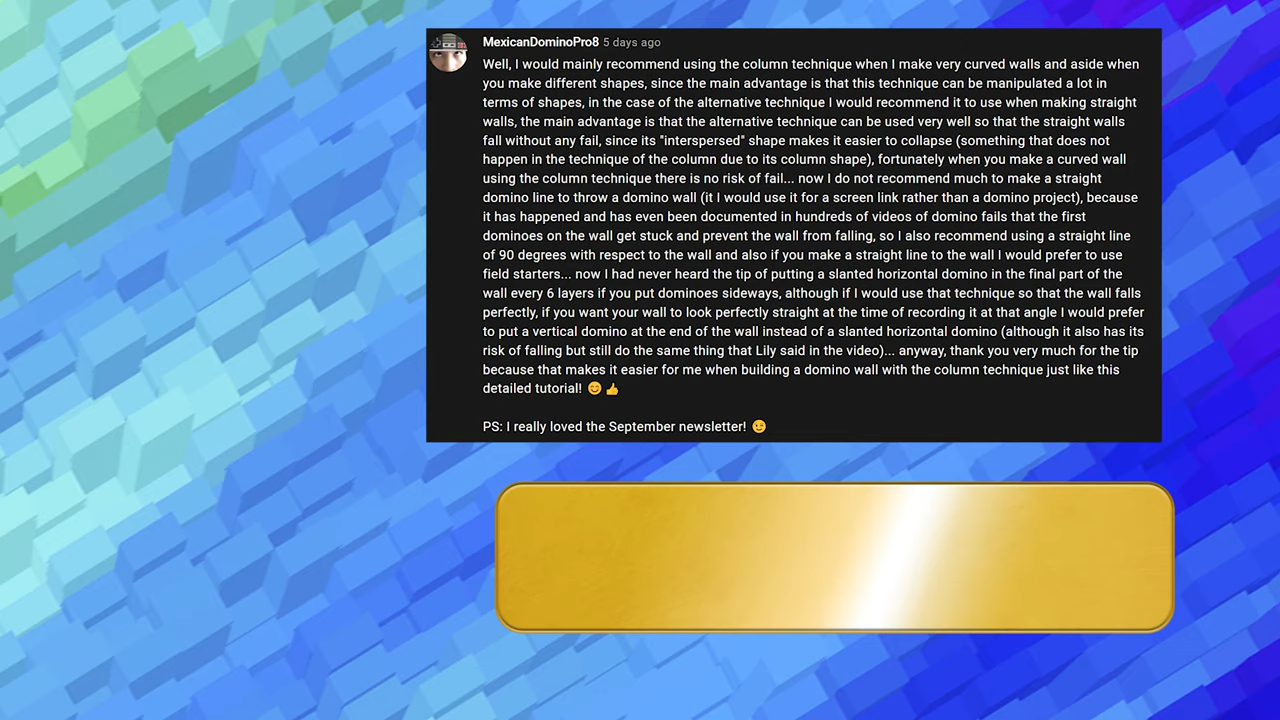 MexicanDominoPro8 5 days ago
Well, I would mainly recommend using the column technique when I make very curved walls and aside when
you make different shapes, since the main advantage is that this technique can be manipulated a lot in
terms of shapes, in the case of the alternative technique I would recommend it to use when making straight
walls, the main advantage is that the alternative technique can be used very well so that the straight walls
fall without any fail, since its "interspersed" shape makes it easier to collapse (something that does not
happen in the technique of the column due to its column shape), fortunately when you make a curved wall
using the column technique there is no risk of fail... now I do not recommend much to make a straight
domino line to throw a domino wall (it I would use it for a screen link rather than a domino project), because
it has happened and has even been documented in hundreds of videos of domino fails that the first
dominoes on the wall get stuck and prevent the wall from falling, so I also recommend using a straight line
of 90 degrees with respect to the wall and also if you make a straight line to the wall I would prefer to use
field starters... now I had never heard the tip of putting a slanted horizontal domino in the final part of the
wall every 6 layers if you put dominoes sideways, although if I would use that technique so that the wall falls
perfectly, if you want your wall to look perfectly straight at the time of recording it at that angle I would prefer
to put a vertical domino at the end of the wall instead of a slanted horizontal domino (although it also has its
risk of falling but still do the same thing that Lily said in the video)... anyway, thank you very much for the tip
because that makes it easier for me when building a domino wall with the column technique just like this
detailed tutorial! 😊👍
PS: I really loved the September newsletter! 😉